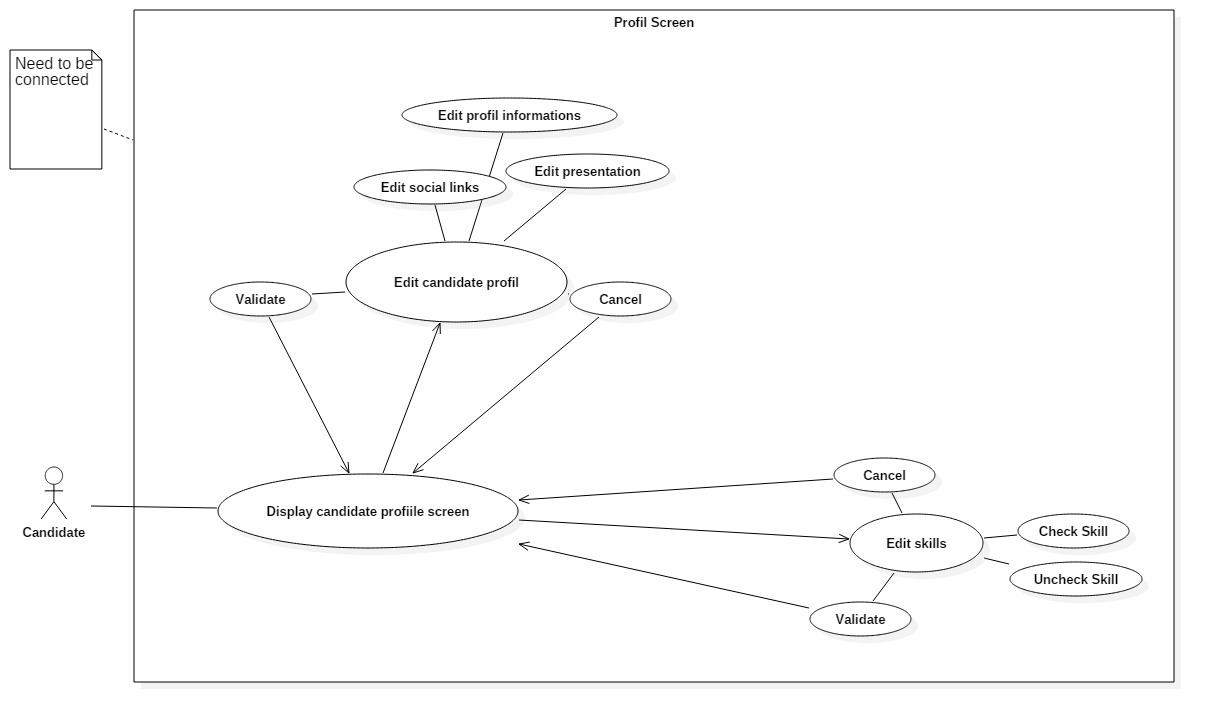 Profil Screen
Need to be
connected
Edit profil informations
Edit presentation
Edit social links
Edit candidate profil
Validate
Cancel
Candidate
Display candidate profiile screen
Cancel
Edit skills
Check Skill
Uncheck Skill
Validate